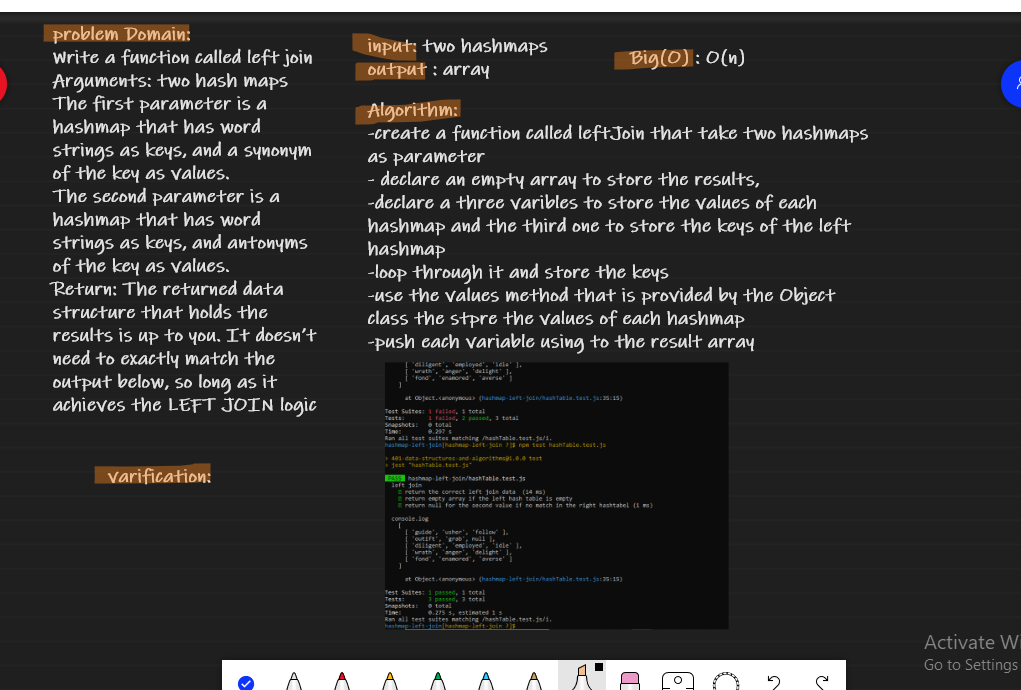 problem Domain:
Write a function called left join
Arguments: two hash maps
The first parameter is a
hashmap that has word
strings as keys, and a synonym
of the key as values.
The second parameter is a
hashmap that has word
strings as keys, and antonyms
of the key as values.
Return: The returned data
structure that holds the
results is up to you. It doesn't
need to exactly match the
output below, so long as it
achieves the LEFT JOIN logic
varification:
input: two hashmaps
output : array
Big(O) : O(n)
Algorithm:
-create a function called leftJoin that take two hashmaps
as parameter
- declare an empty array to store the results,
-declare a three varibles to store the values of each
hashmap and the third one to store the keys of the left
hashmap
-loop through it and store the keys
-use the values method that is provided by the Object
class the stpre the values of each hashmap
-push each variable using to the result array
[ 'diligent', 'employed', 'idle' ],
[ 'wrath', 'anger', 'delight' ],
[ 'fond', 'enamored', 'averse' ]
]
at Object.<anonymous> (hashmap-left-join/hashTable.test.js:35:15)
Test Suites: 1 failed, 1 total
Tests: 1 failed, 2 passed, 3 total
Snapshots: 0 total
Time: 0.297 s
Ran all test suites matching /hashTable.test.js/i.
hashmap-left-join[hashmap-left-join ?]$ npm test hashTable.test.js
> 401-data-structures-and-algorithms@1.0.0 test
> jest "hashTable.test.js"
hashmap-left-join/hashTable.test.js
left join
return the correct left join data (14 ms)
return empty array if the left hash table is empty
return null for the second value if no match in the right hashtabel (1 ms)
console.log
[
[ 'guide', 'usher', 'follow' ],
[ 'outift', 'grab', null ],
[ 'diligent', 'employed', 'idle' ],
[ 'wrath', 'anger', 'delight' ],
[ 'fond', 'enamored', 'averse' ]
]
at Object.<anonymous> (hashmap-left-join/hashTable.test.js:35:15)
Test Suites: 1 passed, 1 total
Tests: 3 passed, 3 total
Snapshots: 0 total
Time: 0.275 s, estimated 1 s
Ran all test suites matching /hashTable.test.js/i.
hashmap-left-join[hashmap-left-join ?]$
Activate Wi
Go to Settings